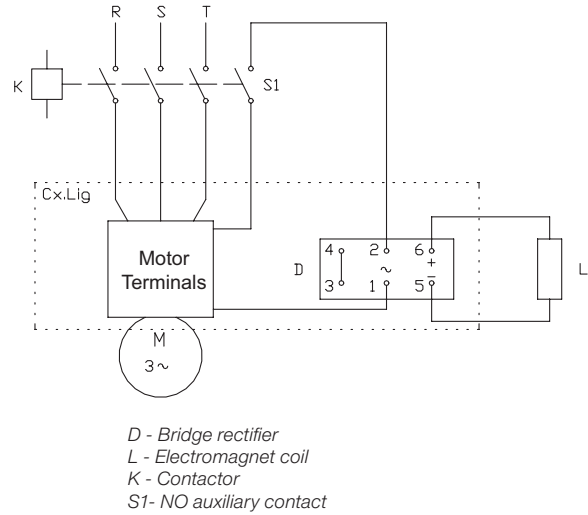 R S T
K
S1
Cx.Lig
Motor
Terminals
D
4 2 6
~ +
–
3 1 5
L
M
3 ~
D - Bridge rectifier
L - Electromagnet coil
K - Contactor
S1- NO auxiliary contact